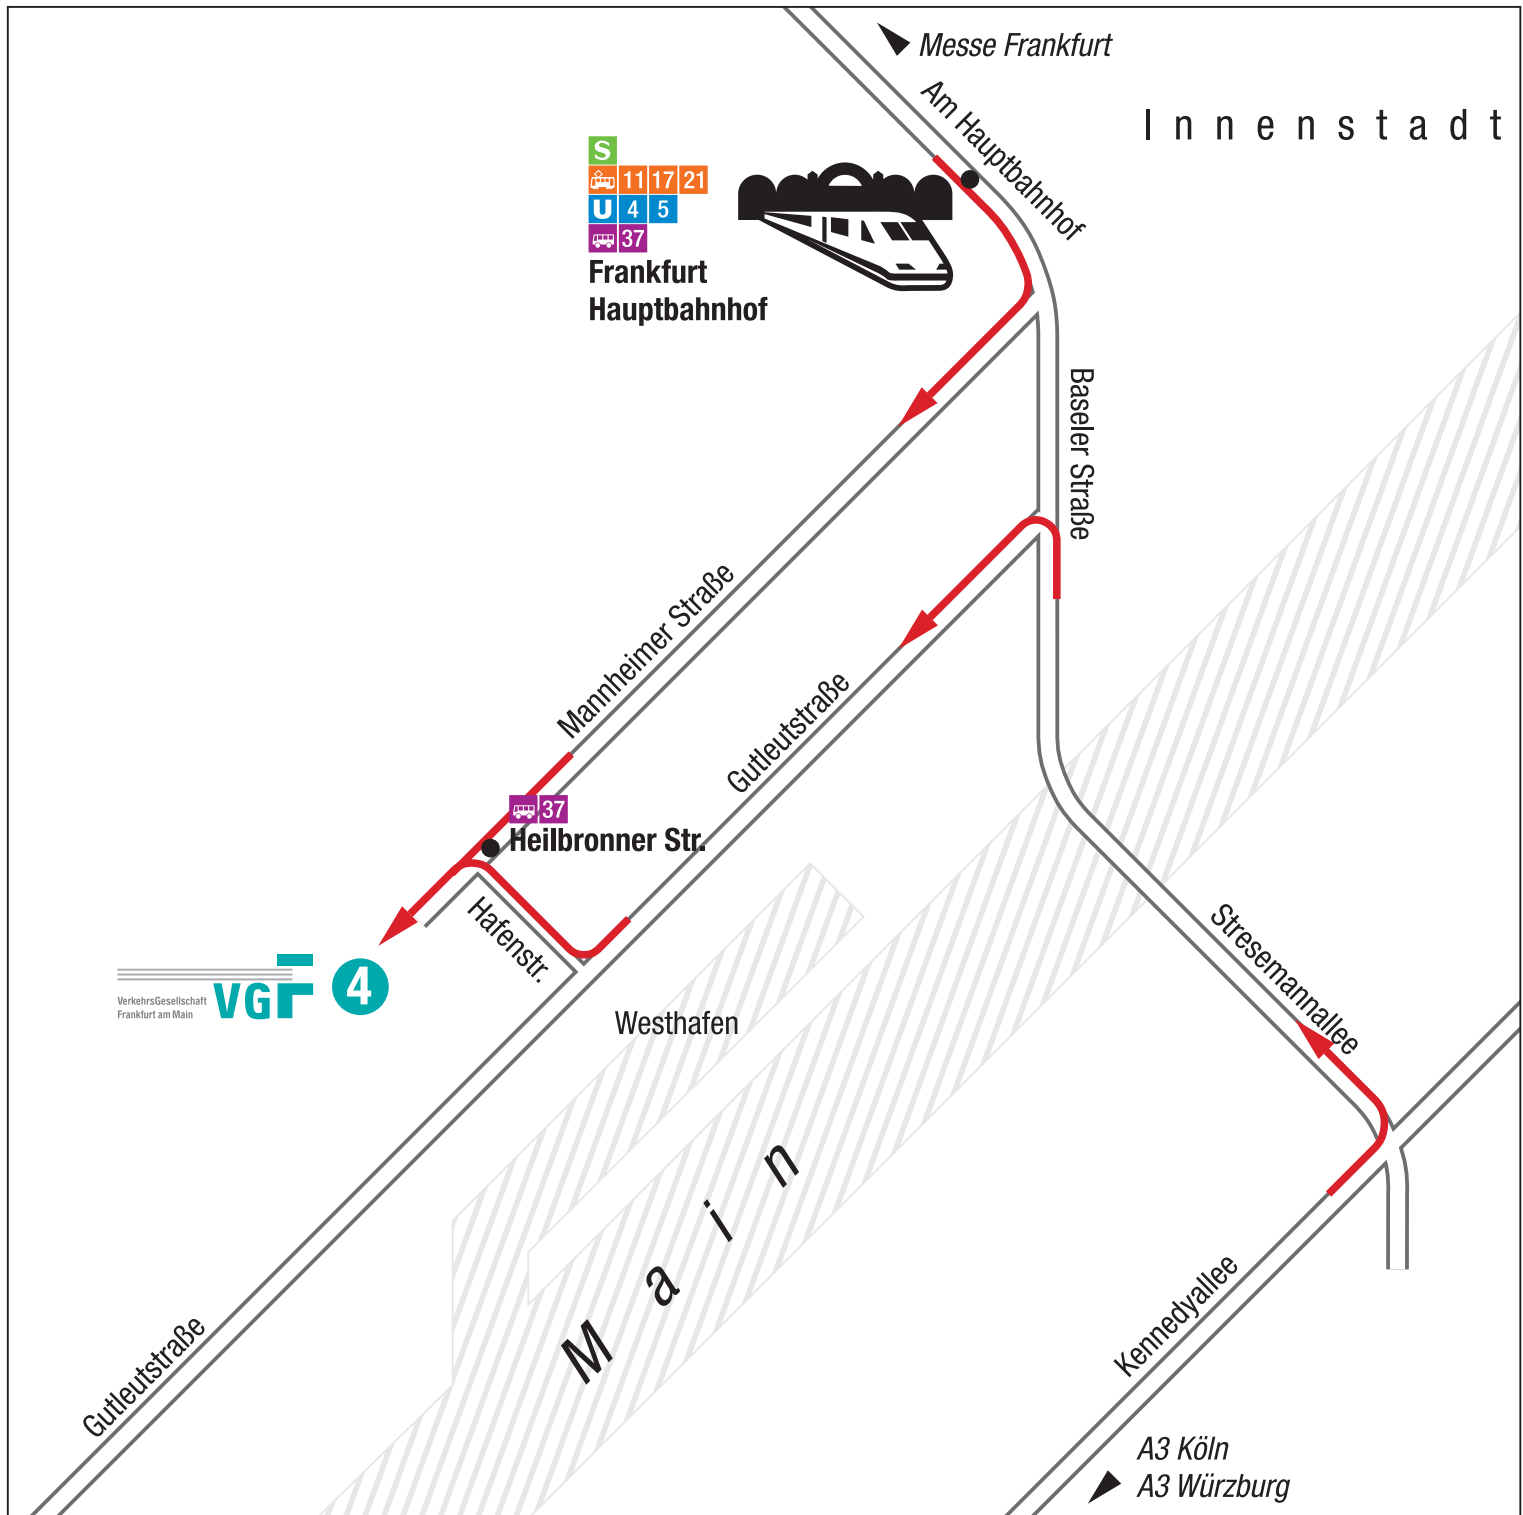 Messe Frankfurt
Am Hauptbahnhof
Innenstadt
S
11 17 21
U 4 5
37
Frankfurt
Hauptbahnhof
Baseler Straße
Mannheimer Straße
Gutleutstraße
37
Heilbronner Str.
Hafenstr.
Stresemannallee
VerkehrsGesellschaft
Frankfurt am Main
VGF
4
Westhafen
Main
Kennedyallee
Gutleutstraße
A3 Köln
A3 Würzburg